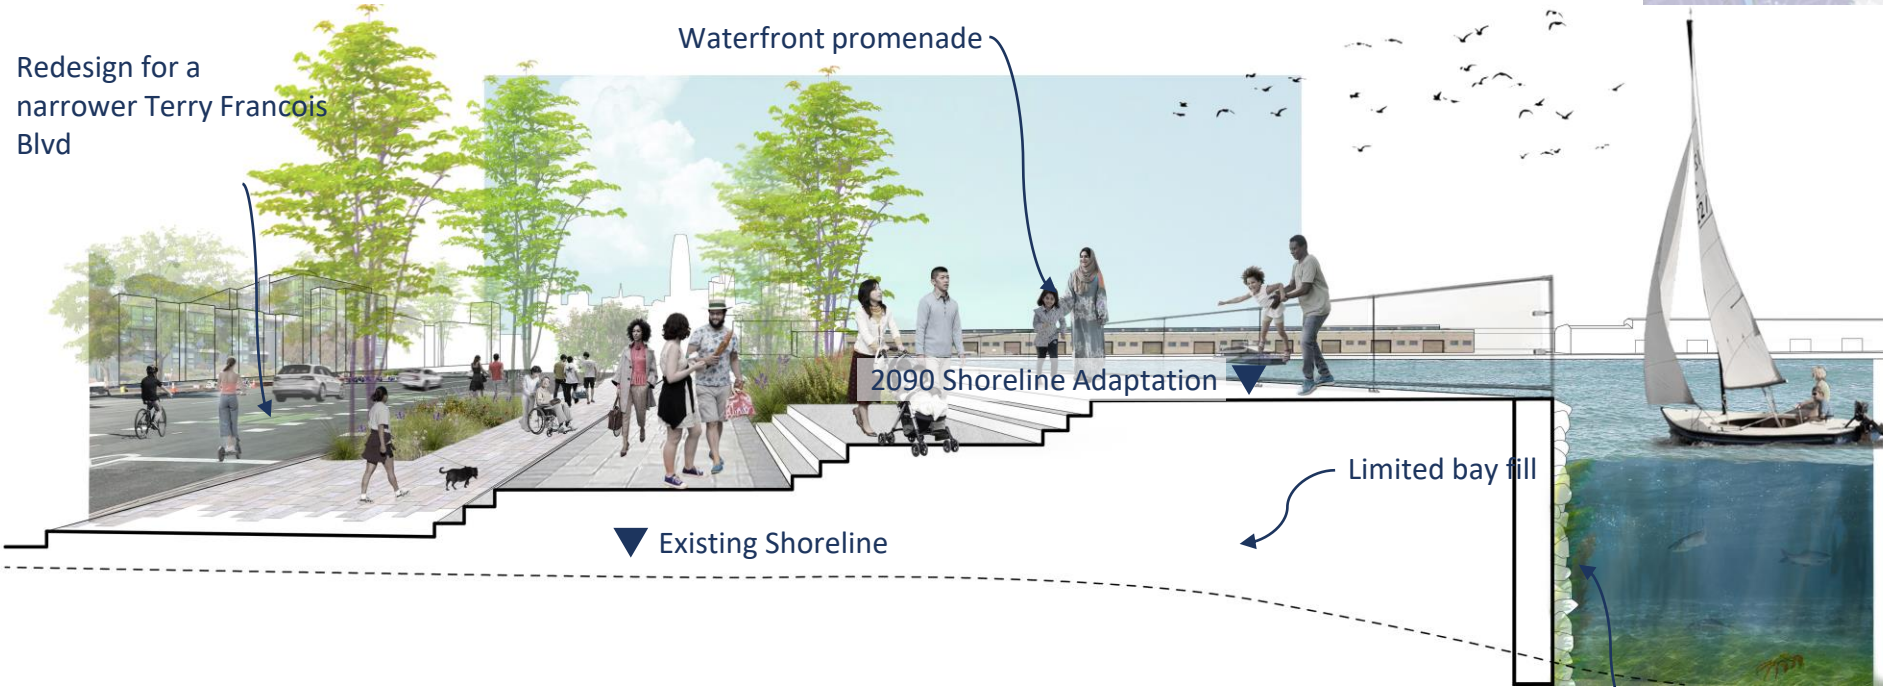 Waterfront promenade
Redesign for a
narrower Terry Francois
Blvd
2090 Shoreline Adaptation
Limited bay fill
Existing Shoreline